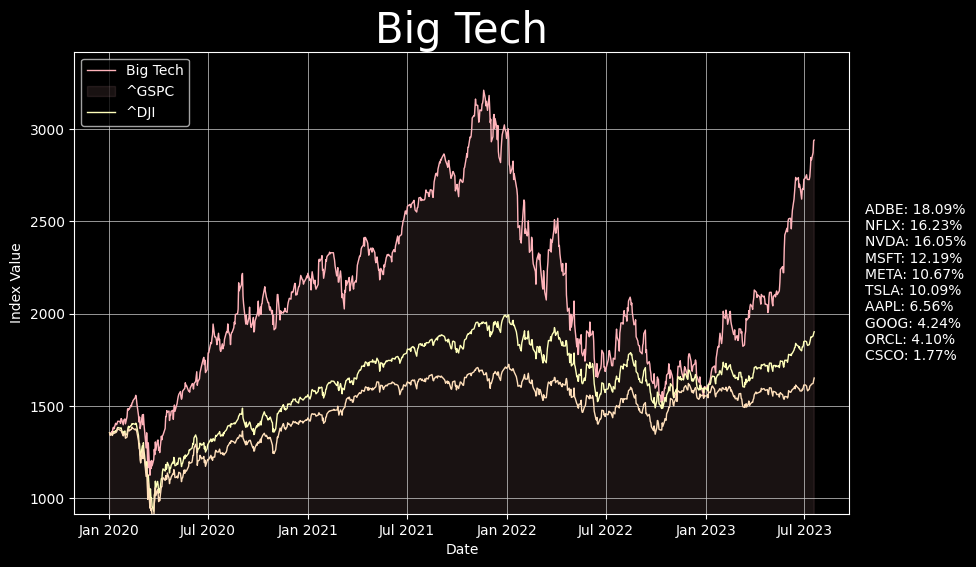 Big Tech
Big Tech
^GSPC
^DJI
3000
2500
2000
1500
1000
Index Value
Jan 2020
Jul 2020
Jan 2021
Jul 2021
Jan 2022
Jul 2022
Jan 2023
Jul 2023
Date
ADBE: 18.09%
NFLX: 16.23%
NVDA: 16.05%
MSFT: 12.19%
META: 10.67%
TSLA: 10.09%
AAPL: 6.56%
GOOG: 4.24%
ORCL: 4.10%
CSCO: 1.77%